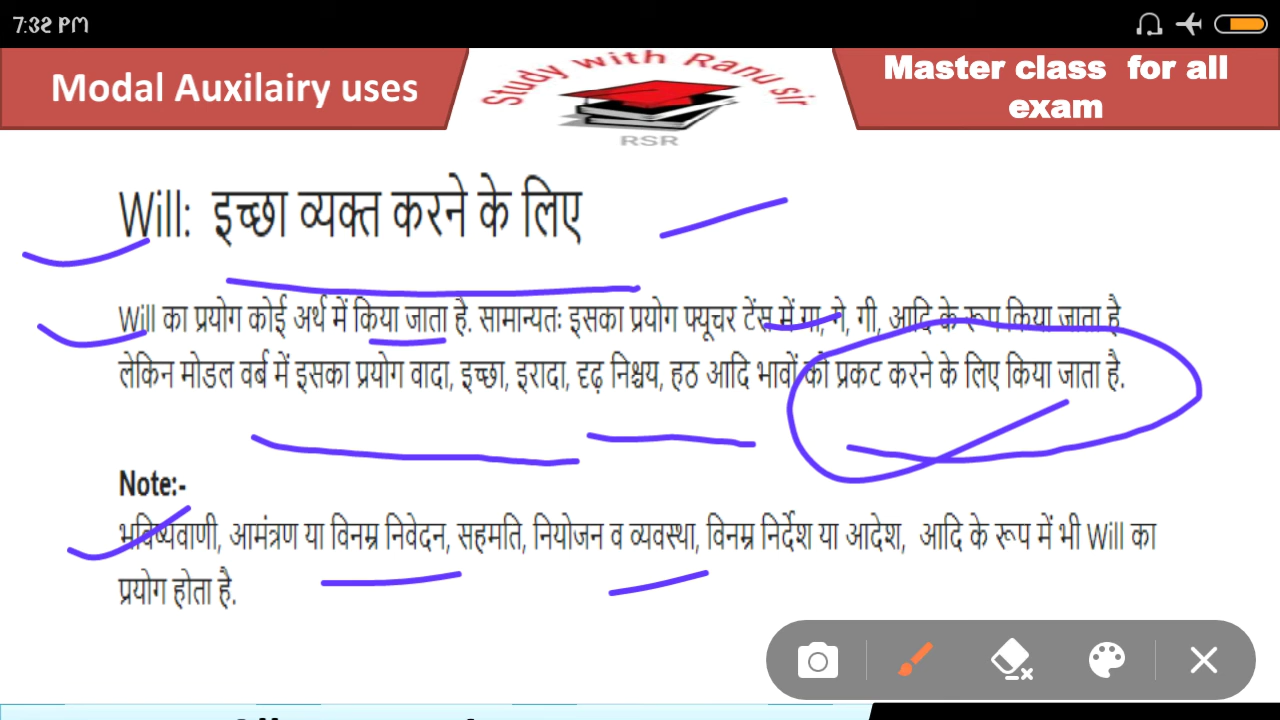 7:32 PM
Modal Auxilairy uses
Study with Ranu sir
RSR
Master class for all
exam
Will: इच्छा व्यक्त करने के लिए
Will का प्रयोग कोई अर्थ में किया जाता है. सामान्यतः इसका प्रयोग फ्यूचर टेंस में गा, ने, गी, आदि के रूप किया जाता है
लेकिन मोडल वर्ब में इसका प्रयोग वादा, इच्छा, इरादा, दृढ़ निश्चय, हठ आदि भावों को प्रकट करने के लिए किया जाता है.
Note:-
भविष्यवाणी, आमंत्रण या विनम्र निवेदन, सहमति, नियोजन व व्यवस्था, विनम्र निर्देश या आदेश, आदि के रूप में भी Will का
प्रयोग होता है.